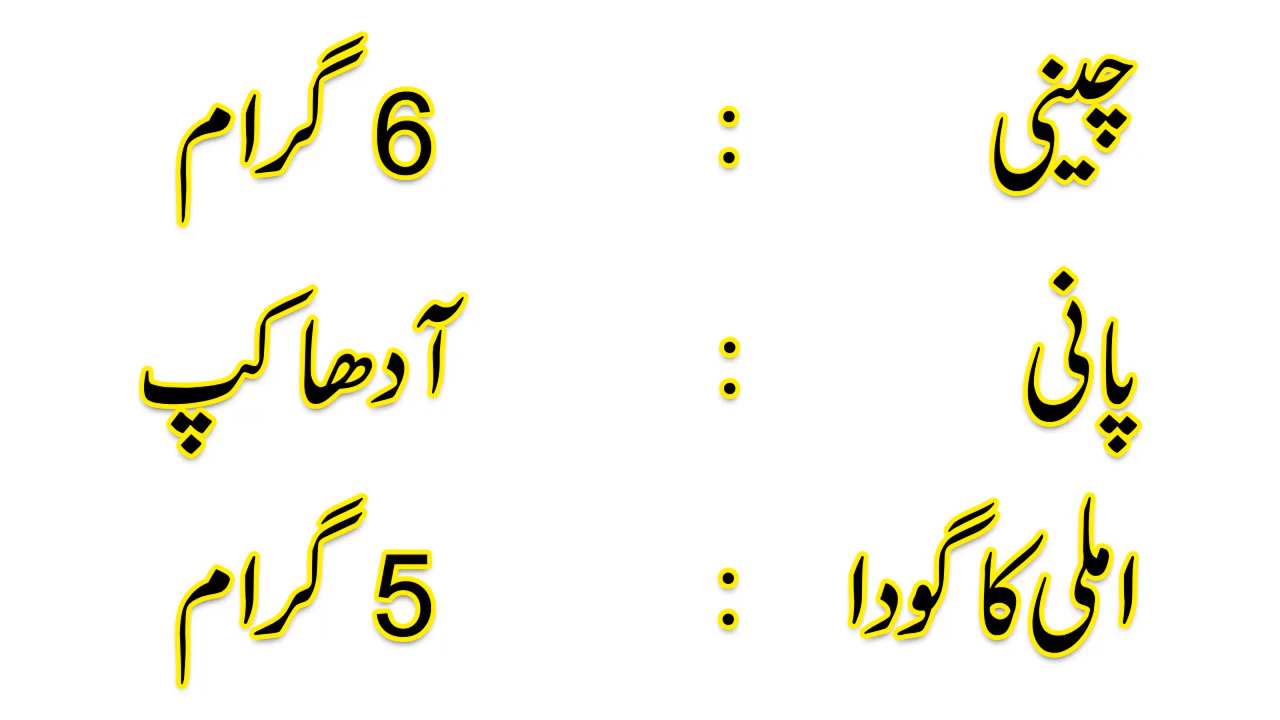 چینی : 6 گرام
پانی : آدھا کپ
املی کا گودا : 5 گرام